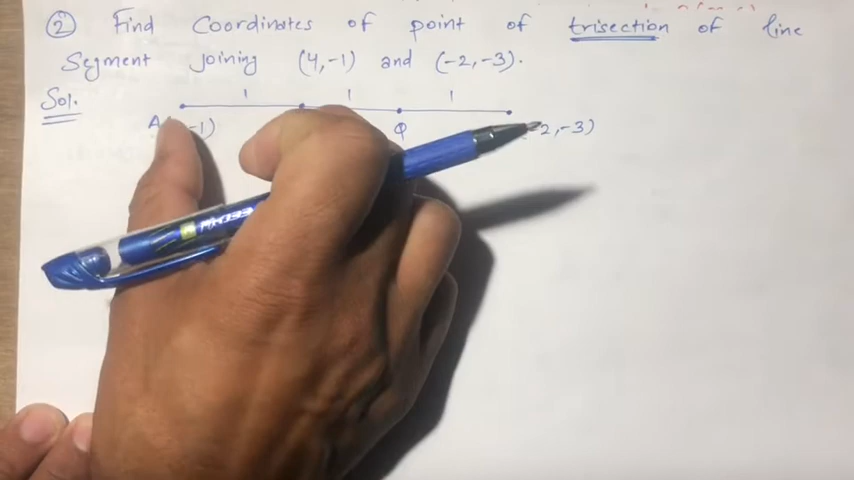 2 Find Coordinates of point of trisection of line
Segment joining (4,-1) and (-2,-3).
Sol.
1 1 1
A -1) Q -2,-3)